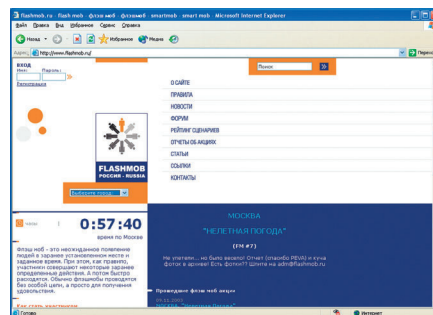 flashmob.ru - flash mob - флэш моб - флэшмоб - smartmob - smart mob - Microsoft Internet Explorer
Файл Правка Вид Избранное Сервис Справка
Назад Поиск Избранное Медиа
http://www.flashmob.ru/
ВХОД
Имя: Пароль:
Регистрация
Поиск
О САЙТЕ
ПРАВИЛА
НОВОСТИ
ФОРУМ
РЕЙТИНГ СЦЕНАРИЕВ
ОТЧЕТЫ ОБ АКЦИЯХ
СТАТЬИ
ССЫЛКИ
КОНТАКТЫ
FLASHMOB
РОССИЯ - RUSSIA
Выберите город:
0:57:40
время по Москве
Флэш моб - это неожиданное появление
людей в заранее установленном месте и
заданное время. При этом, как правило,
участники совершают некоторые заранее
определенные действия. А потом быстро
расходятся. Обычно флэшмобы проводятся
без особой цели, а просто для получения
удовольствия.
Как стать участником
МОСКВА
"НЕЛЕТНАЯ ПОГОДА"
(FM #7)
Не улетели... но было весело! Отчет (спасибо PEVA) и куча
фоток в архиве! Есть фотки?? Шлите на adm@flashmob.ru
Прошедшие флэш моб акции
МОСКВА "Нелетная Погода"
Готово
Интернет